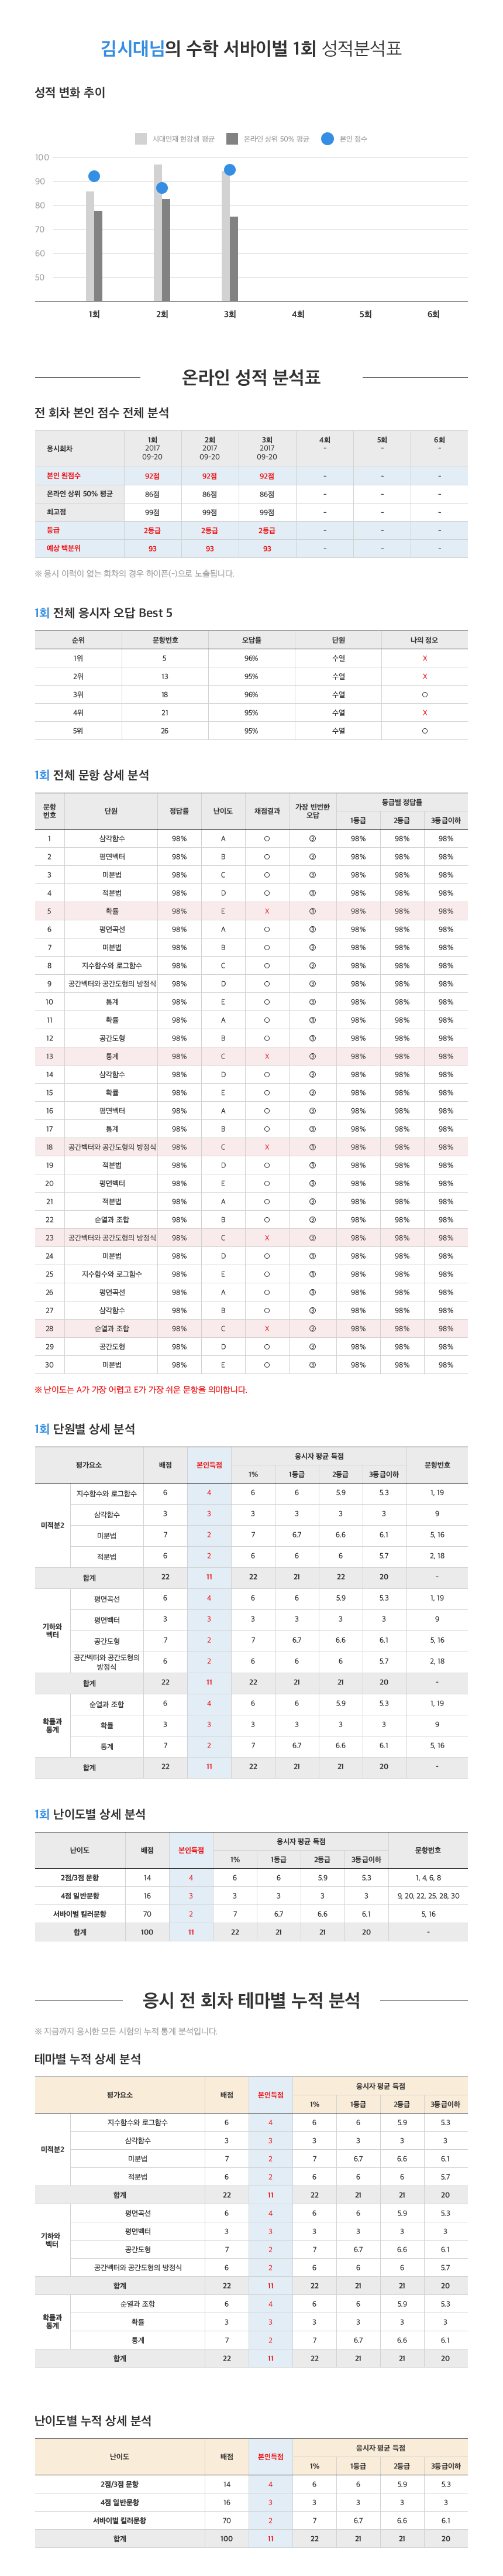 김시대님의 수학 서바이벌 1회 성적분석표
성적 변화 추이
시대인재 현강생 평균 온라인 상위 50% 평균 본인 점수
100
90
80
70
60
50
1회 2회 3회 4회 5회 6회
온라인 성적 분석표
전 회차 본인 점수 전체 분석
응시회차 1회 2017 09-20 2회 2017 09-20 3회 2017 09-20 4회 - 5회 - 6회 -
본인 원점수 92점 92점 92점 - - -
온라인 상위 50% 평균 86점 86점 86점 - - -
최고점 99점 99점 99점 - - -
등급 2등급 2등급 2등급 - - -
예상 백분위 93 93 93 - - -
※ 응시 이력이 없는 회차의 경우 하이픈(-)으로 노출됩니다.
1회 전체 응시자 오답 Best 5
순위 문항번호 오답률 단원 나의 정오
1위 5 96% 수열 X
2위 13 95% 수열 X
3위 18 96% 수열 O
4위 21 95% 수열 X
5위 26 95% 수열 O
1회 전체 문항 상세 분석
문항 번호 단원 정답률 난이도 채점결과 가장 빈번한 오답 등급별 정답률
1등급 2등급 3등급이하
1 삼각함수 98% A O ③ 98% 98% 98%
2 평면벡터 98% B O ③ 98% 98% 98%
3 미분법 98% C O ③ 98% 98% 98%
4 적분법 98% D O ③ 98% 98% 98%
5 확률 98% E X ③ 98% 98% 98%
6 평면곡선 98% A O ③ 98% 98% 98%
7 미분법 98% B O ③ 98% 98% 98%
8 지수함수와 로그함수 98% C O ③ 98% 98% 98%
9 공간벡터와 공간도형의 방정식 98% D O ③ 98% 98% 98%
10 통계 98% E O ③ 98% 98% 98%
11 확률 98% A O ③ 98% 98% 98%
12 공간도형 98% B O ③ 98% 98% 98%
13 통계 98% C X ③ 98% 98% 98%
14 삼각함수 98% D O ③ 98% 98% 98%
15 확률 98% E O ③ 98% 98% 98%
16 평면벡터 98% A O ③ 98% 98% 98%
17 통계 98% B O ③ 98% 98% 98%
18 공간벡터와 공간도형의 방정식 98% C X ③ 98% 98% 98%
19 적분법 98% D O ③ 98% 98% 98%
20 평면벡터 98% E O ③ 98% 98% 98%
21 적분법 98% A O ③ 98% 98% 98%
22 순열과 조합 98% B O ③ 98% 98% 98%
23 공간벡터와 공간도형의 방정식 98% C X ③ 98% 98% 98%
24 미분법 98% D O ③ 98% 98% 98%
25 지수함수와 로그함수 98% E O ③ 98% 98% 98%
26 평면곡선 98% A O ③ 98% 98% 98%
27 삼각함수 98% B O ③ 98% 98% 98%
28 순열과 조합 98% C X ③ 98% 98% 98%
29 공간도형 98% D O ③ 98% 98% 98%
30 미분법 98% E O ③ 98% 98% 98%
※ 난이도는 A가 가장 어렵고 E가 가장 쉬운 문항을 의미합니다.
1회 단원별 상세 분석
평가요소 배점 본인득점 응시자 평균 득점 문항번호
1% 1등급 2등급 3등급이하
미적분2 지수함수와 로그함수 6 4 6 6 5.9 5.3 1, 19
삼각함수 3 3 3 3 3 3 9
미분법 7 2 7 6.7 6.6 6.1 5, 16
적분법 6 2 6 6 6 5.7 2, 18
합계 22 11 22 21 22 20 -
기하와 벡터 평면곡선 6 4 6 6 5.9 5.3 1, 19
평면벡터 3 3 3 3 3 3 9
공간도형 7 2 7 6.7 6.6 6.1 5, 16
공간벡터와 공간도형의 방정식 6 2 6 6 6 5.7 2, 18
합계 22 11 22 21 21 20 -
확률과 통계 순열과 조합 6 4 6 6 5.9 5.3 1, 19
확률 3 3 3 3 3 3 9
통계 7 2 7 6.7 6.6 6.1 5, 16
합계 22 11 22 21 21 20 -
1회 난이도별 상세 분석
난이도 배점 본인득점 응시자 평균 득점 문항번호
1% 1등급 2등급 3등급이하
2점/3점 문항 14 4 6 6 5.9 5.3 1, 4, 6, 8
4점 일반문항 16 3 3 3 3 3 9, 20, 22, 25, 28, 30
서바이벌 킬러문항 70 2 7 6.7 6.6 6.1 5, 16
합계 100 11 22 21 21 20 -
응시 전 회차 테마별 누적 분석
※ 지금까지 응시한 모든 시험의 누적 통계 분석입니다.
테마별 누적 상세 분석
평가요소 배점 본인득점 응시자 평균 득점
1% 1등급 2등급 3등급이하
미적분2 지수함수와 로그함수 6 4 6 6 5.9 5.3
삼각함수 3 3 3 3 3 3
미분법 7 2 7 6.7 6.6 6.1
적분법 6 2 6 6 6 5.7
합계 22 11 22 21 21 20
기하와 벡터 평면곡선 6 4 6 6 5.9 5.3
평면벡터 3 3 3 3 3 3
공간도형 7 2 7 6.7 6.6 6.1
공간벡터와 공간도형의 방정식 6 2 6 6 6 5.7
합계 22 11 22 21 21 20
확률과 통계 순열과 조합 6 4 6 6 5.9 5.3
확률 3 3 3 3 3 3
통계 7 2 7 6.7 6.6 6.1
합계 22 11 22 21 21 20
난이도별 누적 상세 분석
난이도 배점 본인득점 응시자 평균 득점
1% 1등급 2등급 3등급이하
2점/3점 문항 14 4 6 6 5.9 5.3
4점 일반문항 16 3 3 3 3 3
서바이벌 킬러문항 70 2 7 6.7 6.6 6.1
합계 100 11 22 21 21 20